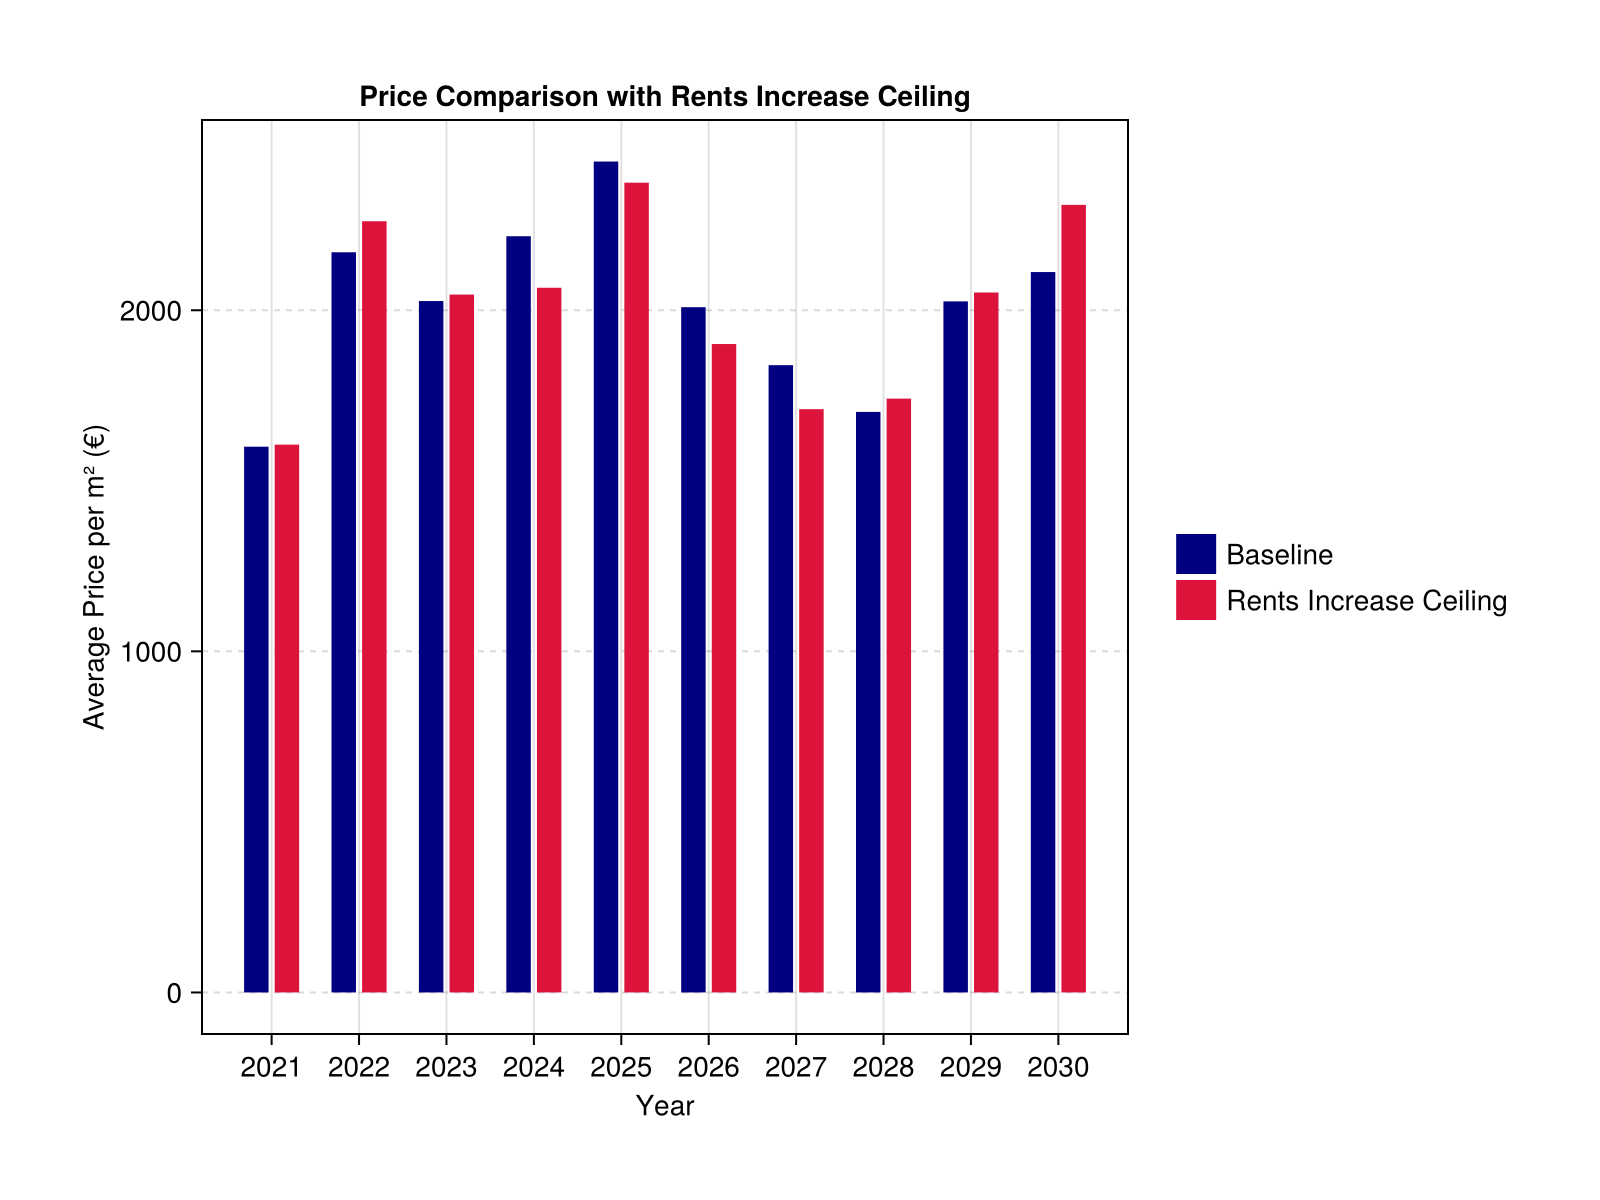 Price Comparison with Rents Increase Ceiling
Average Price per m² (€)
2000
1000
0
2021 2022 2023 2024 2025 2026 2027 2028 2029 2030
Year
Baseline
Rents Increase Ceiling